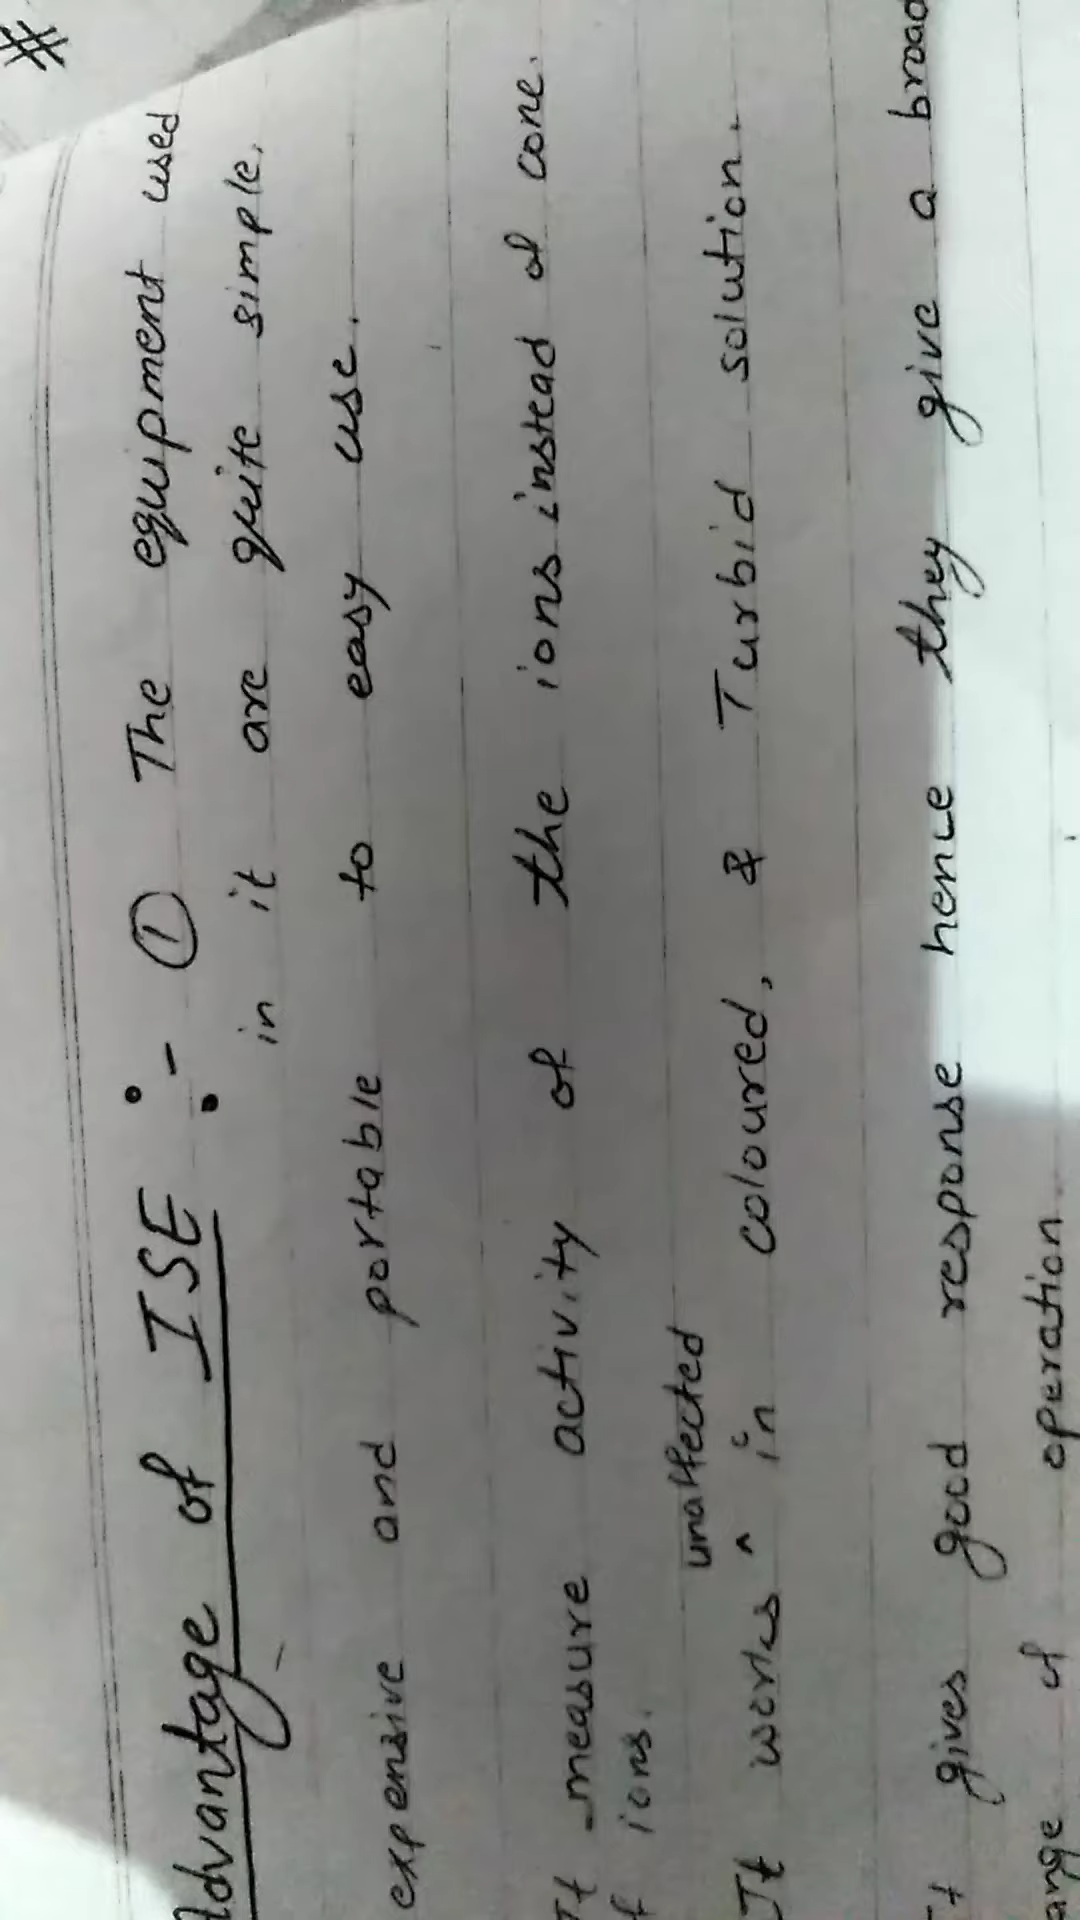 Advantage of ISE :- ① The equipment used
in it are quite simple.
expensive and portable to easy use.
It measure activity of the ions instead of conc.
of ions.
unaffected
It works ^ in coloured, & Turbid solution.
It gives good response hence they give a broad
ange of operation